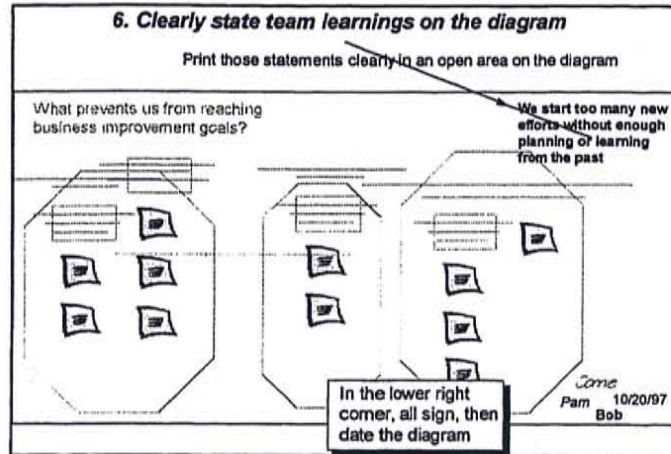 6. Clearly state team learnings on the diagram
Print those statements clearly in an open area on the diagram
What prevents us from reaching
business improvement goals?
We start too many new
efforts without enough
planning or learning
from the past
In the lower right
corner, all sign, then
date the diagram
Pam 10/20/97
Bob